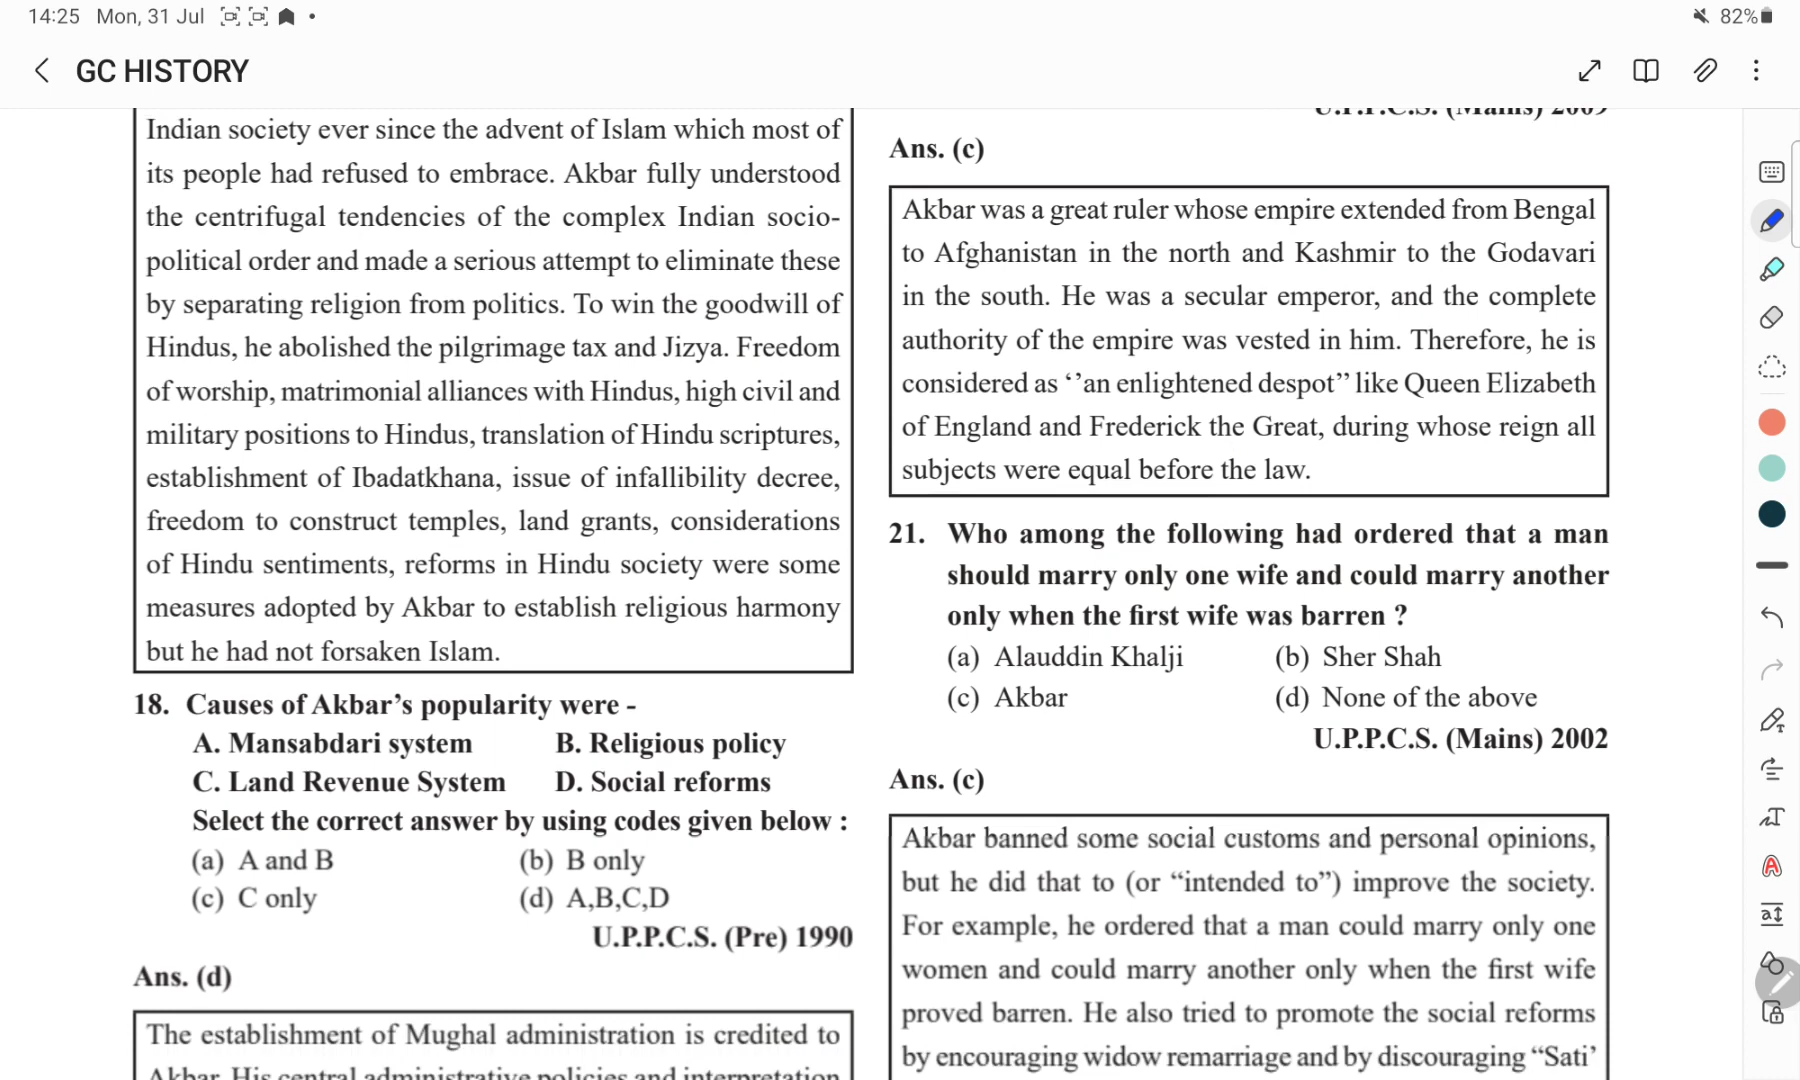 14:25 Mon, 31 Jul
82%
GC HISTORY
Indian society ever since the advent of Islam which most of
its people had refused to embrace. Akbar fully understood
the centrifugal tendencies of the complex Indian socio-
political order and made a serious attempt to eliminate these
by separating religion from politics. To win the goodwill of
Hindus, he abolished the pilgrimage tax and Jizya. Freedom
of worship, matrimonial alliances with Hindus, high civil and
military positions to Hindus, translation of Hindu scriptures,
establishment of Ibadatkhana, issue of infallibility decree,
freedom to construct temples, land grants, considerations
of Hindu sentiments, reforms in Hindu society were some
measures adopted by Akbar to establish religious harmony
but he had not forsaken Islam.
18. Causes of Akbar’s popularity were -
A. Mansabdari system B. Religious policy
C. Land Revenue System D. Social reforms
Select the correct answer by using codes given below :
(a) A and B (b) B only
(c) C only (d) A,B,C,D
U.P.P.C.S. (Pre) 1990
Ans. (d)
The establishment of Mughal administration is credited to
Akbar. His central administrative policies and interpretation
U.P.P.C.S. (Mains) 2009
Ans. (c)
Akbar was a great ruler whose empire extended from Bengal
to Afghanistan in the north and Kashmir to the Godavari
in the south. He was a secular emperor, and the complete
authority of the empire was vested in him. Therefore, he is
considered as ‘’an enlightened despot’’ like Queen Elizabeth
of England and Frederick the Great, during whose reign all
subjects were equal before the law.
21. Who among the following had ordered that a man
should marry only one wife and could marry another
only when the first wife was barren ?
(a) Alauddin Khalji (b) Sher Shah
(c) Akbar (d) None of the above
U.P.P.C.S. (Mains) 2002
Ans. (c)
Akbar banned some social customs and personal opinions,
but he did that to (or “intended to”) improve the society.
For example, he ordered that a man could marry only one
women and could marry another only when the first wife
proved barren. He also tried to promote the social reforms
by encouraging widow remarriage and by discouraging “Sati’